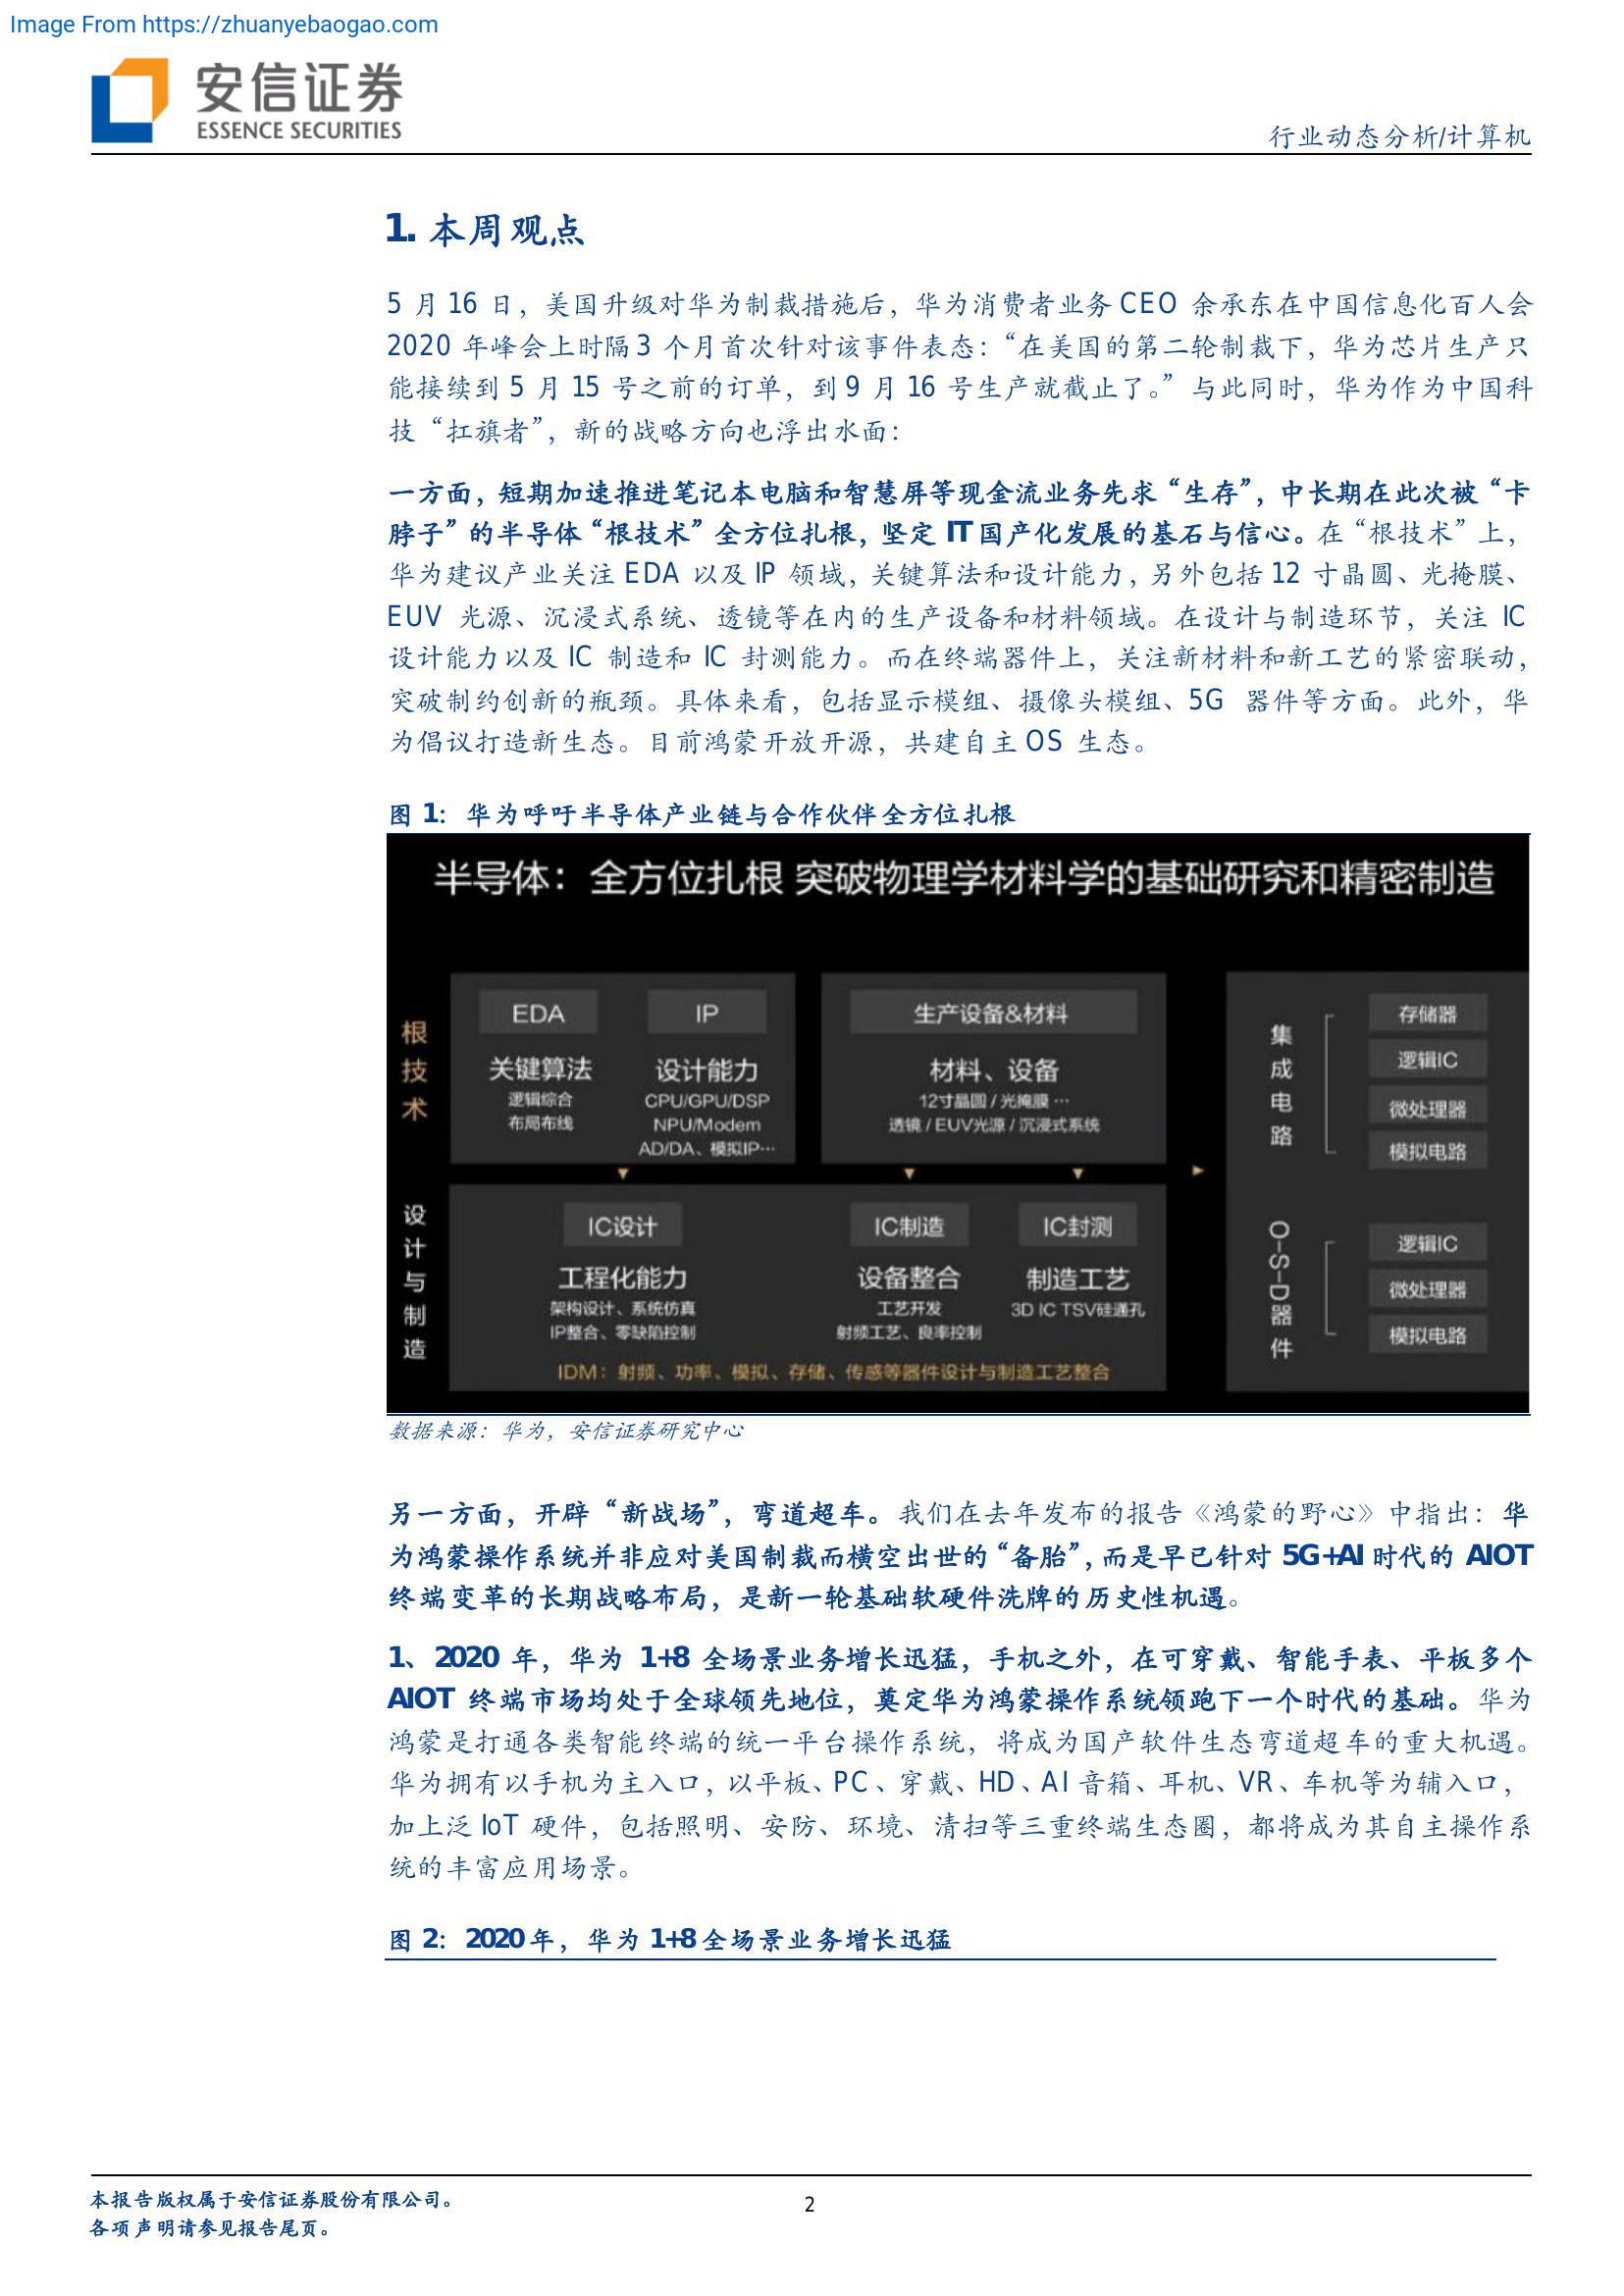 Image From https://zhuanyebaogao.com
安信证券
ESSENCE SECURITIES
行业动态分析/计算机
1. 本周观点
5 月 16 日，美国升级对华为制裁措施后，华为消费者业务 CEO 余承东在中国信息化百人会
2020 年峰会上时隔 3 个月首次针对该事件表态：“在美国的第二轮制裁下，华为芯片生产只
能接续到 5 月 15 号之前的订单，到 9 月 16 号生产就截止了。” 与此同时，华为作为中国科
技“扛旗者”，新的战略方向也浮出水面：
一方面，短期加速推进笔记本电脑和智慧屏等现金流业务先求“生存”，中长期在此次被“卡
脖子”的半导体“根技术”全方位扎根，坚定 IT 国产化发展的基石与信心。在“根技术”上，
华为建议产业关注 EDA 以及 IP 领域，关键算法和设计能力，另外包括 12 寸晶圆、光掩膜、
EUV 光源、沉浸式系统、透镜等在内的生产设备和材料领域。在设计与制造环节，关注 IC
设计能力以及 IC 制造和 IC 封测能力。而在终端器件上，关注新材料和新工艺的紧密联动，
突破制约创新的瓶颈。具体来看，包括显示模组、摄像头模组、5G 器件等方面。此外，华
为倡议打造新生态。目前鸿蒙开放开源，共建自主 OS 生态。
图 1：华为呼吁半导体产业链与合作伙伴全方位扎根
半导体：全方位扎根 突破物理学材料学的基础研究和精密制造
根技术
EDA
关键算法
逻辑综合
布局布线
IP
设计能力
CPU/GPU/DSP
NPU/Modem
AD/DA、模拟IP…
生产设备&材料
材料、设备
12寸晶圆 / 光掩膜 …
透镜 / EUV光源 / 沉浸式系统
设计与制造
IC设计
工程化能力
架构设计、系统仿真
IP整合、零缺陷控制
IC制造
设备整合
工艺开发
射频工艺、良率控制
IC封测
制造工艺
3D IC TSV硅通孔
IDM：射频、功率、模拟、存储、传感等器件设计与制造工艺整合
集成电路
存储器
逻辑IC
微处理器
模拟电路
O-S-D器件
逻辑IC
微处理器
模拟电路
数据来源：华为，安信证券研究中心
另一方面，开辟“新战场”，弯道超车。我们在去年发布的报告《鸿蒙的野心》中指出：华
为鸿蒙操作系统并非应对美国制裁而横空出世的“备胎”，而是早已针对 5G+AI 时代的 AIOT
终端变革的长期战略布局，是新一轮基础软硬件洗牌的历史性机遇。
1、2020 年，华为 1+8 全场景业务增长迅猛，手机之外，在可穿戴、智能手表、平板多个
AIOT 终端市场均处于全球领先地位，奠定华为鸿蒙操作系统领跑下一个时代的基础。华为
鸿蒙是打通各类智能终端的统一平台操作系统，将成为国产软件生态弯道超车的重大机遇。
华为拥有以手机为主入口，以平板、PC、穿戴、HD、AI 音箱、耳机、VR、车机等为辅入口，
加上泛 IoT 硬件，包括照明、安防、环境、清扫等三重终端生态圈，都将成为其自主操作系
统的丰富应用场景。
图 2：2020 年，华为 1+8 全场景业务增长迅猛
本报告版权属于安信证券股份有限公司。
各项声明请参见报告尾页。
2